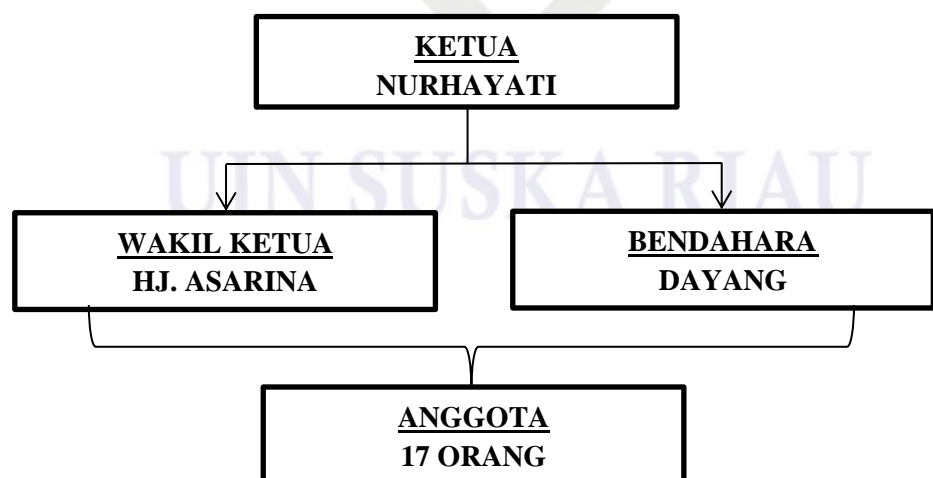 KETUA
NURHAYATI
UIN SUSKA RIAU
WAKIL KETUA
HJ. ASARINA
BENDAHARA
DAYANG
ANGGOTA
17 ORANG